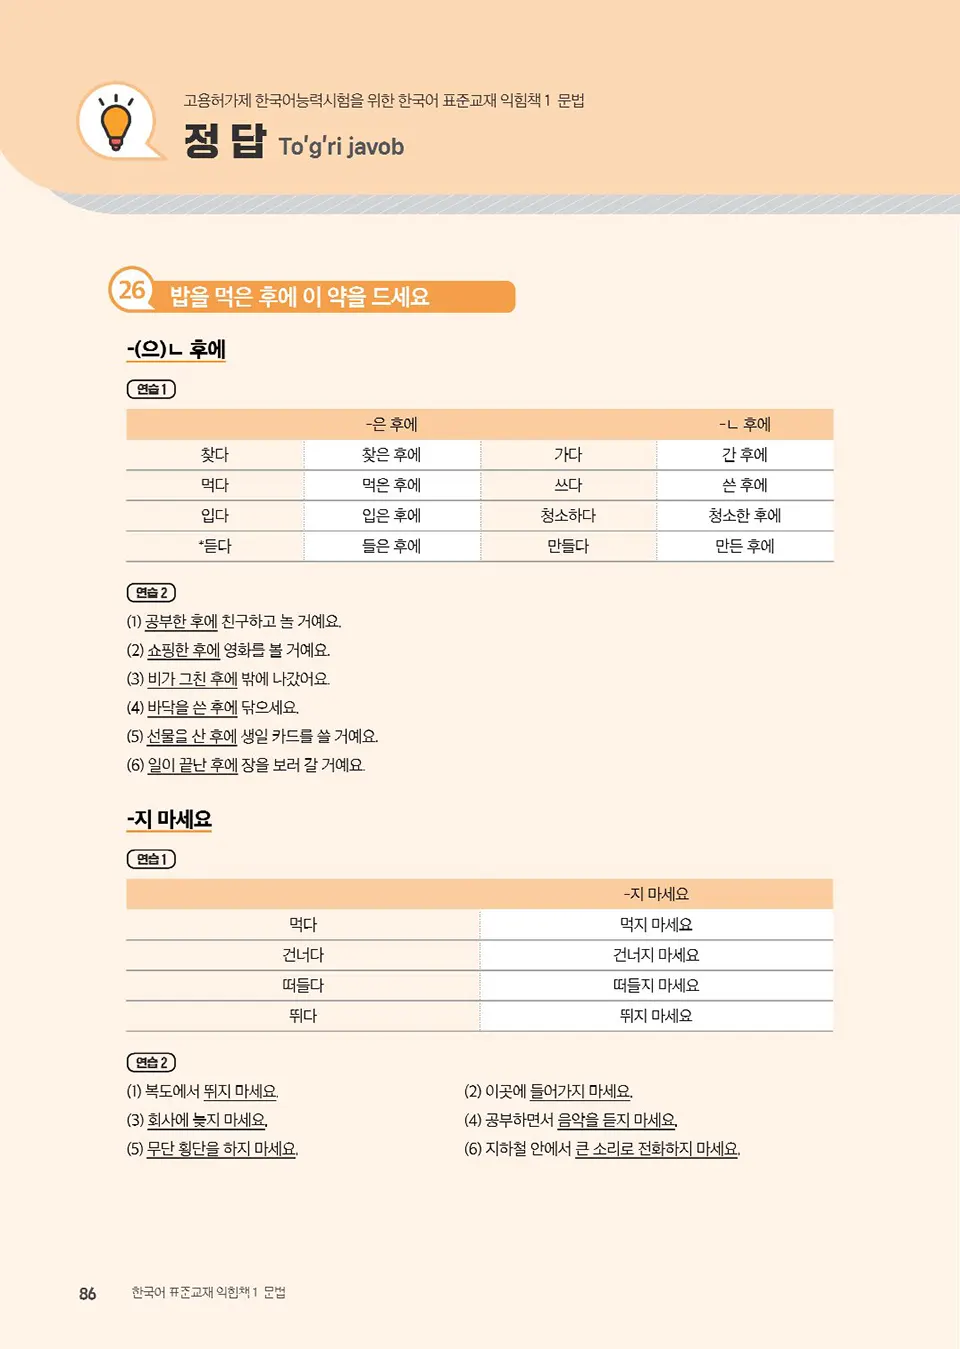 고용허가제 한국어능력시험을 위한 한국어 표준교재 익힘책 1 문법
정답 To'g'ri javob
26 밥을 먹은 후에 이 약을 드세요
-(으)ㄴ 후에
연습 1
-은 후에 -ㄴ 후에
찾다 찾은 후에 가다 간 후에
먹다 먹은 후에 쓰다 쓴 후에
입다 입은 후에 청소하다 청소한 후에
*듣다 들은 후에 만들다 만든 후에
연습 2
(1) 공부한 후에 친구하고 놀 거예요.
(2) 쇼핑한 후에 영화를 볼 거예요.
(3) 비가 그친 후에 밖에 나갔어요.
(4) 바닥을 쓴 후에 닦으세요.
(5) 선물을 산 후에 생일 카드를 쓸 거예요.
(6) 일이 끝난 후에 장을 보러 갈 거예요.
-지 마세요
연습 1
-지 마세요
먹다 먹지 마세요
건너다 건너지 마세요
떠들다 떠들지 마세요
뛰다 뛰지 마세요
연습 2
(1) 복도에서 뛰지 마세요. (2) 이곳에 들어가지 마세요.
(3) 회사에 늦지 마세요. (4) 공부하면서 음악을 듣지 마세요.
(5) 무단 횡단을 하지 마세요. (6) 지하철 안에서 큰 소리로 전화하지 마세요.
86 한국어 표준교재 익힘책 1 문법